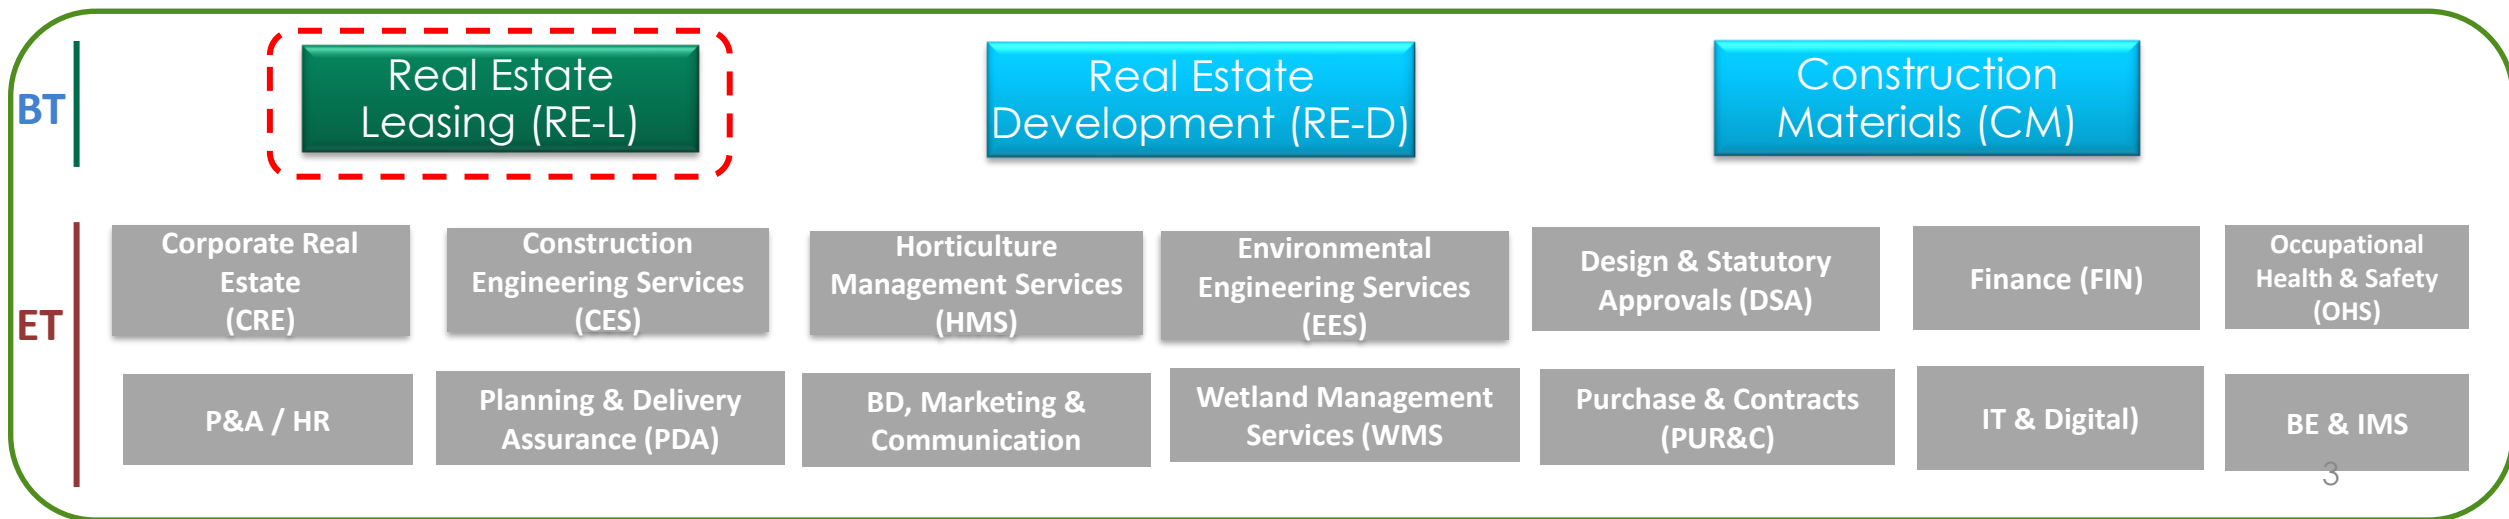 BT
Real Estate
Leasing (RE-L)
Real Estate
Development (RE-D)
Construction
Materials (CM)
ET
Corporate Real
Estate
(CRE)
Construction
Engineering Services
(CES)
Horticulture
Management Services
(HMS)
Environmental
Engineering Services
(EES)
Design & Statutory
Approvals (DSA)
Finance (FIN)
Occupational
Health & Safety
(OHS)
P&A / HR
Planning & Delivery
Assurance (PDA)
BD, Marketing &
Communication
Wetland Management
Services (WMS
Purchase & Contracts
(PUR&C)
IT & Digital)
BE & IMS
3